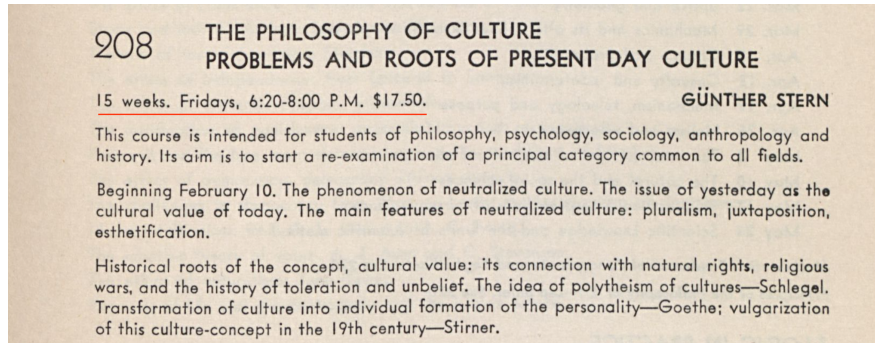 208 THE PHILOSOPHY OF CULTURE
PROBLEMS AND ROOTS OF PRESENT DAY CULTURE
15 weeks. Fridays, 6:20-8:00 P.M. $17.50. GÜNTHER STERN
This course is intended for students of philosophy, psychology, sociology, anthropology and
history. Its aim is to start a re-examination of a principal category common to all fields.
Beginning February 10. The phenomenon of neutralized culture. The issue of yesterday as the
cultural value of today. The main features of neutralized culture: pluralism, juxtaposition,
esthetification.
Historical roots of the concept, cultural value: its connection with natural rights, religious
wars, and the history of toleration and unbelief. The idea of polytheism of cultures—Schlegel.
Transformation of culture into individual formation of the personality—Goethe; vulgarization
of this culture-concept in the 19th century—Stirner.